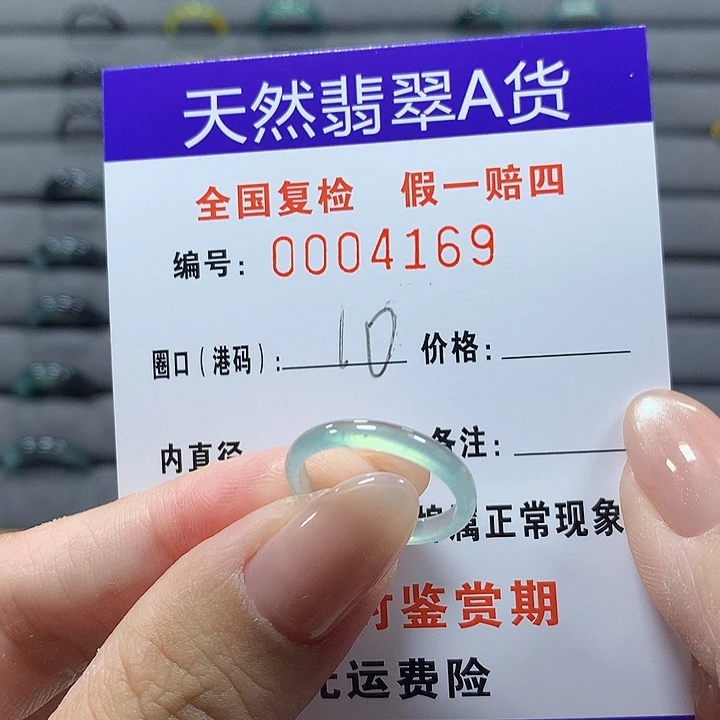 天然翡翠A货
全国复检 假一赔四
编号: 0004169
圈口(港码): 10 价格:
内直径 备注:
属正常现象
鉴赏期
运费险